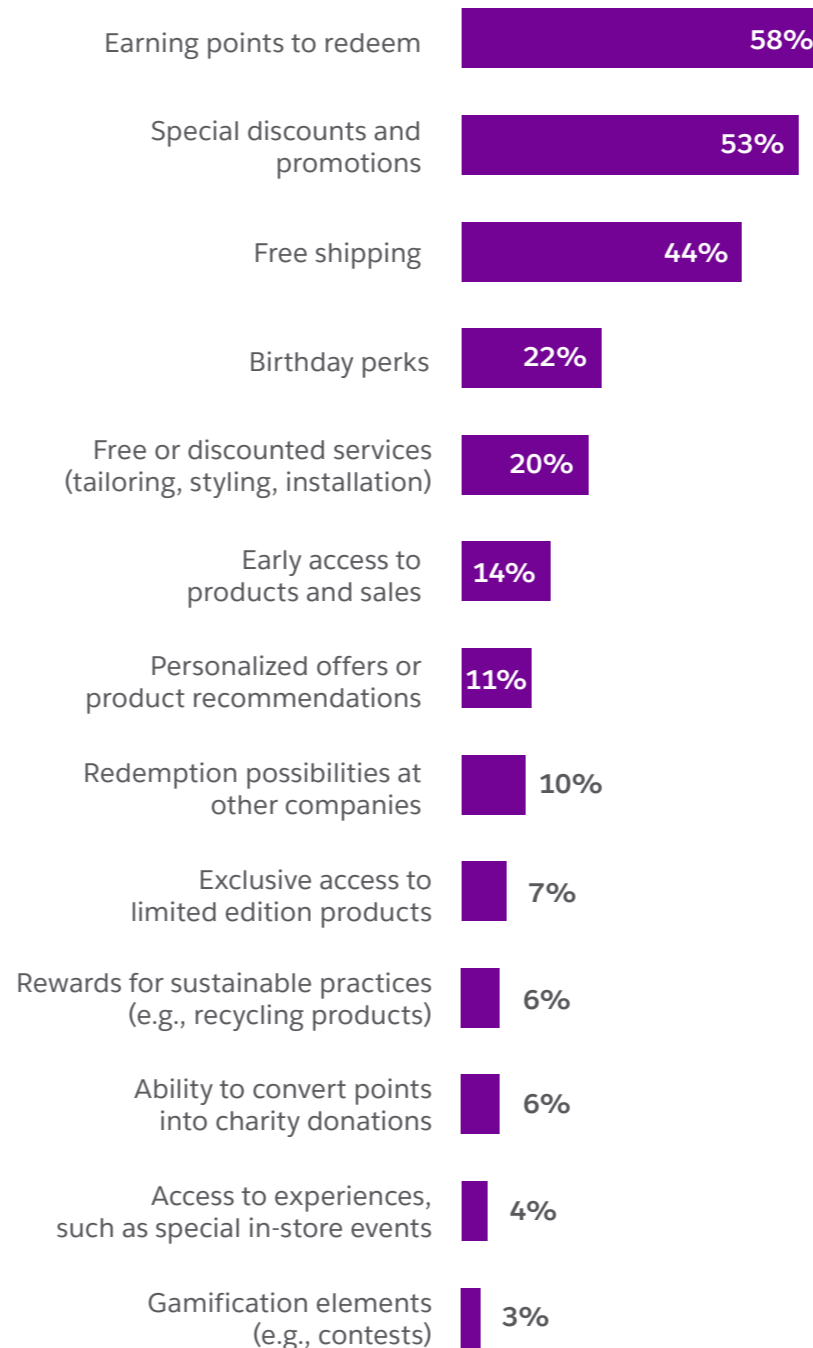 Earning points to redeem
58%
Special discounts and
promotions
53%
Free shipping
44%
Birthday perks
22%
Free or discounted services
(tailoring, styling, installation)
20%
Early access to
products and sales
14%
Personalized offers or
product recommendations
11%
Redemption possibilities at
other companies
10%
Exclusive access to
limited edition products
7%
Rewards for sustainable practices
(e.g., recycling products)
6%
Ability to convert points
into charity donations
6%
Access to experiences,
such as special in-store events
4%
Gamification elements
(e.g., contests)
3%